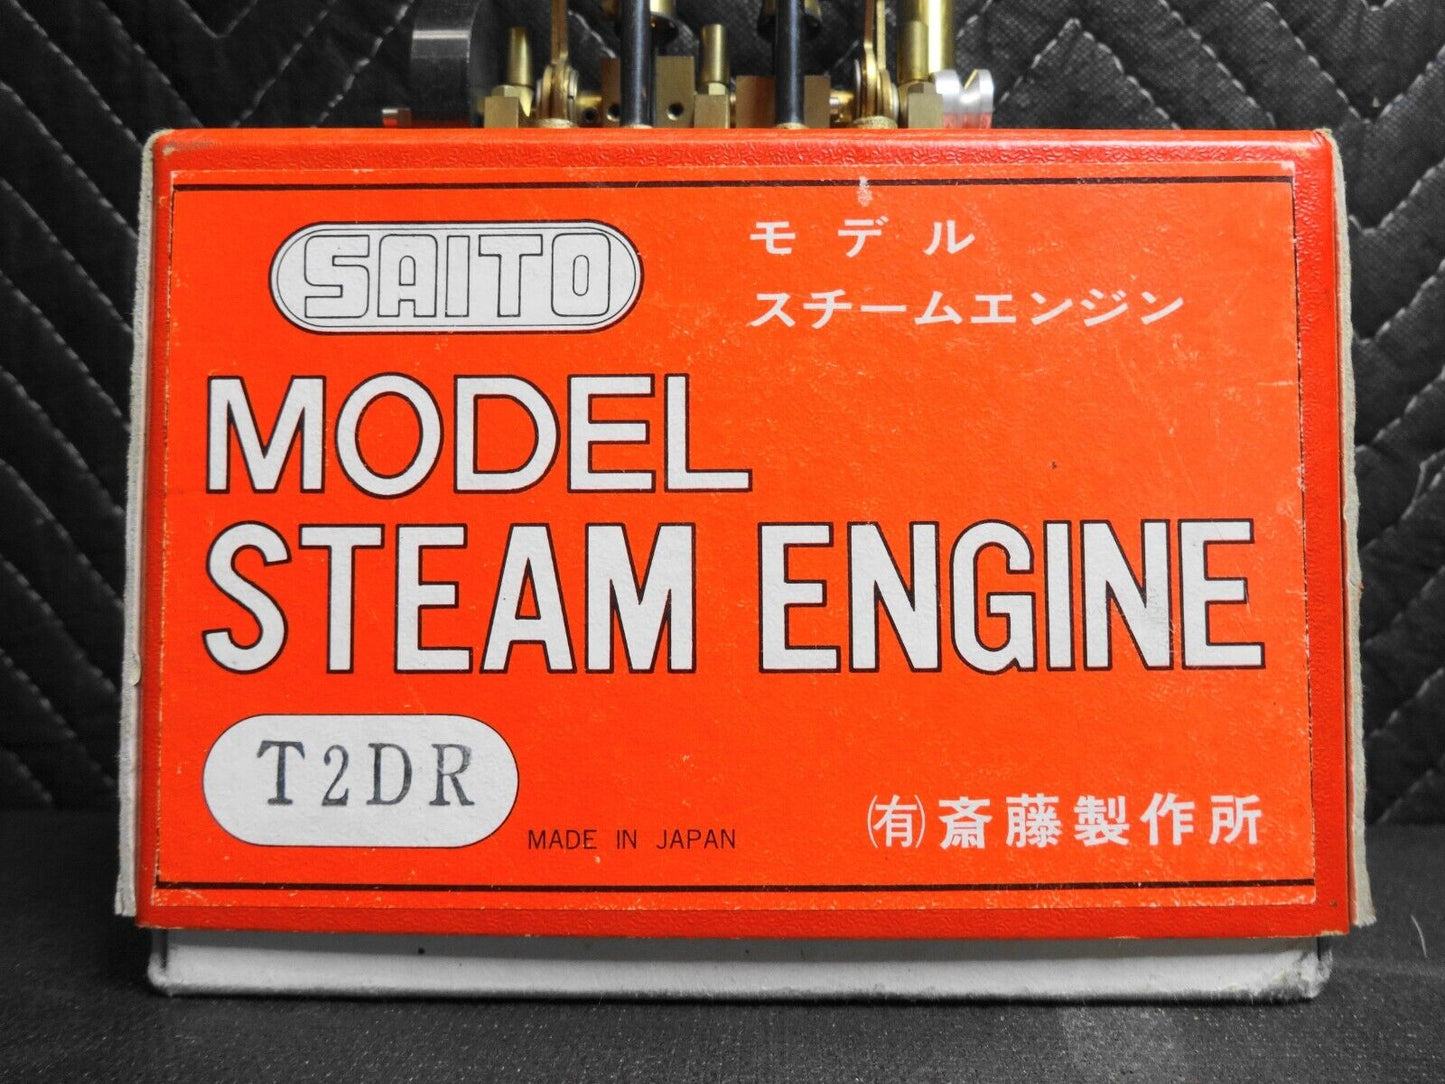 SAITO
モデル
スチームエンジン
MODEL
STEAM ENGINE
T2DR
MADE IN JAPAN
㈲斎藤製作所